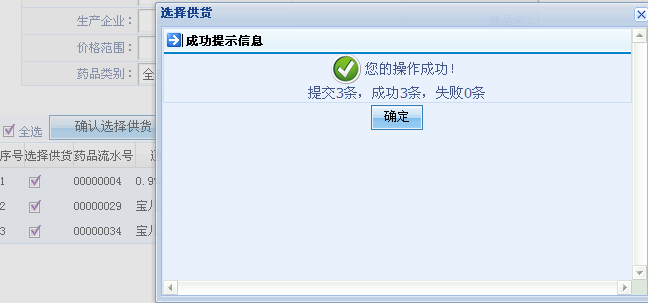 选择供货
生产企业：
价格范围：
药品类别： 全
成功提示信息
您的操作成功！
提交3条，成功3条，失败0条
确定
全选 确认选择供货
序号 选择供货 药品流水号
1 00000004 0.9%
2 00000029 宝儿
3 00000034 宝儿